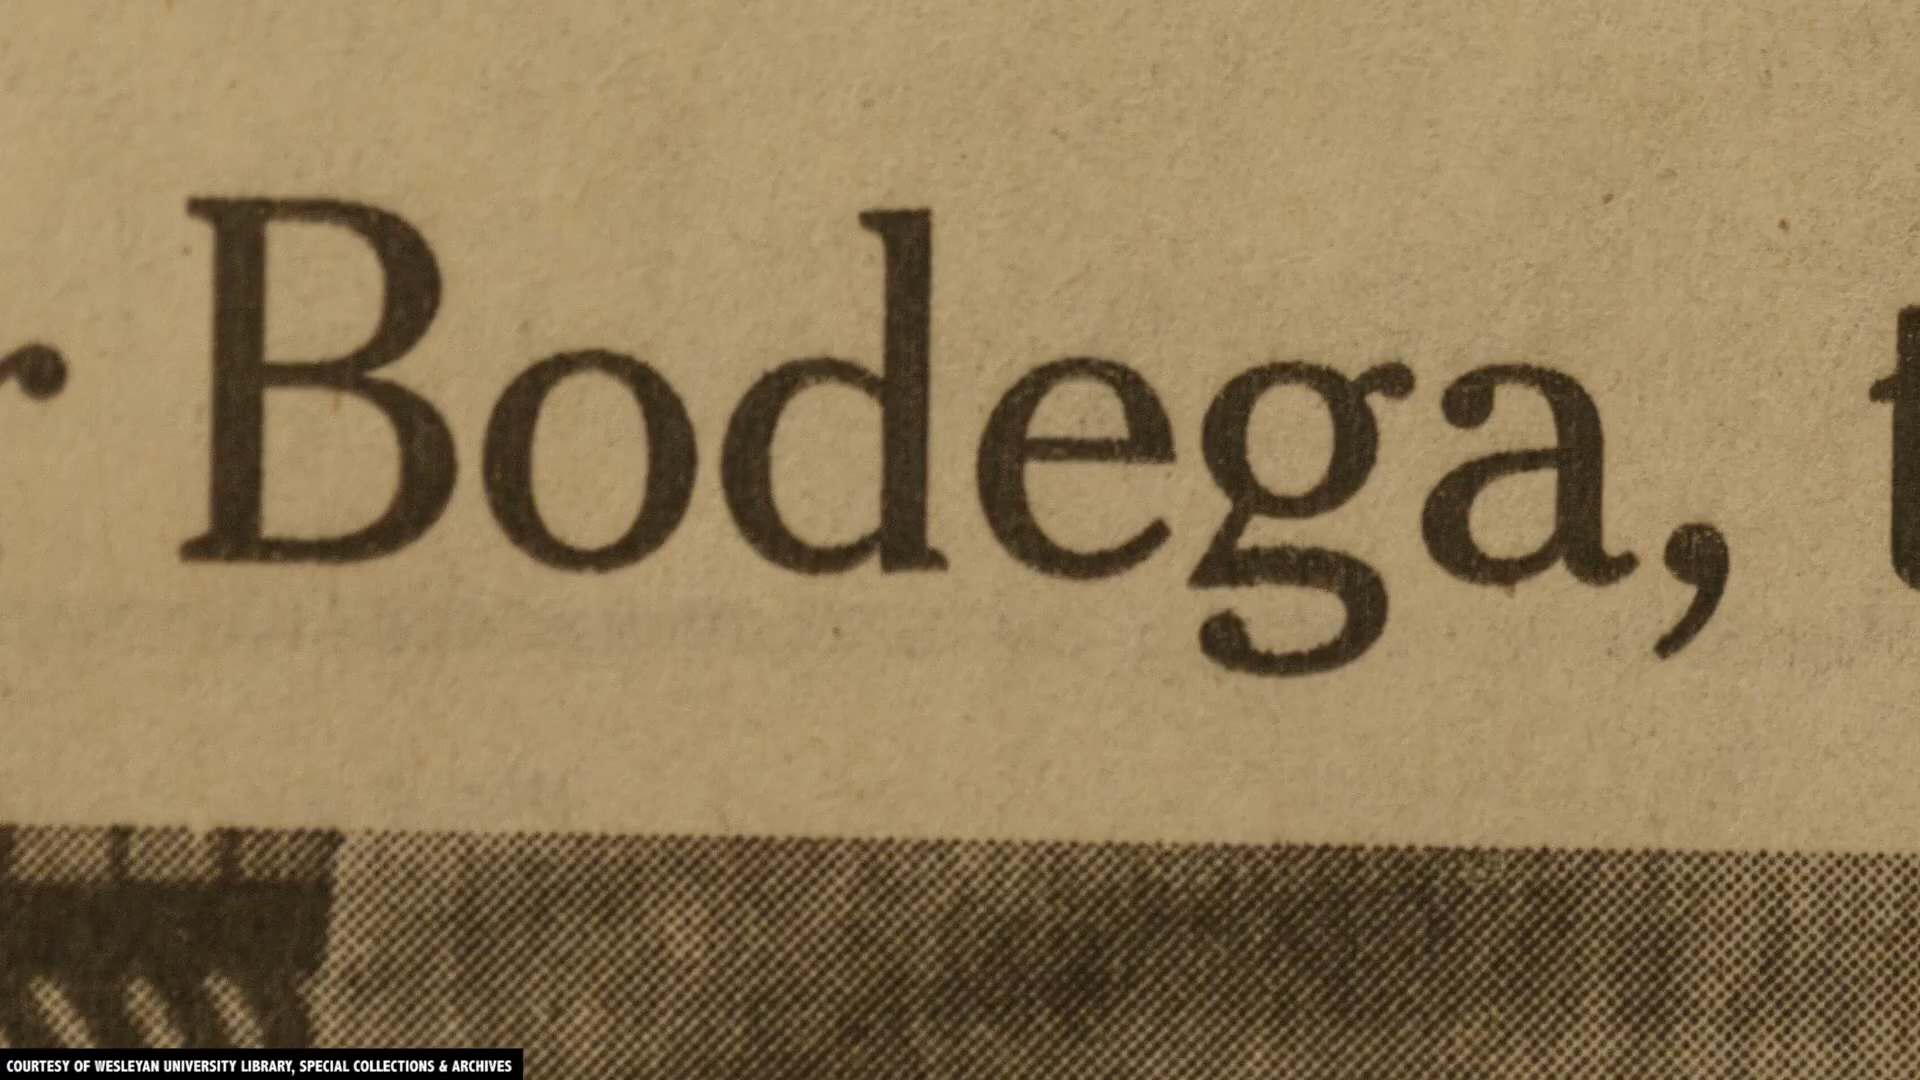 r Bodega, t
COURTESY OF WESLEYAN UNIVERSITY LIBRARY, SPECIAL COLLECTIONS & ARCHIVES